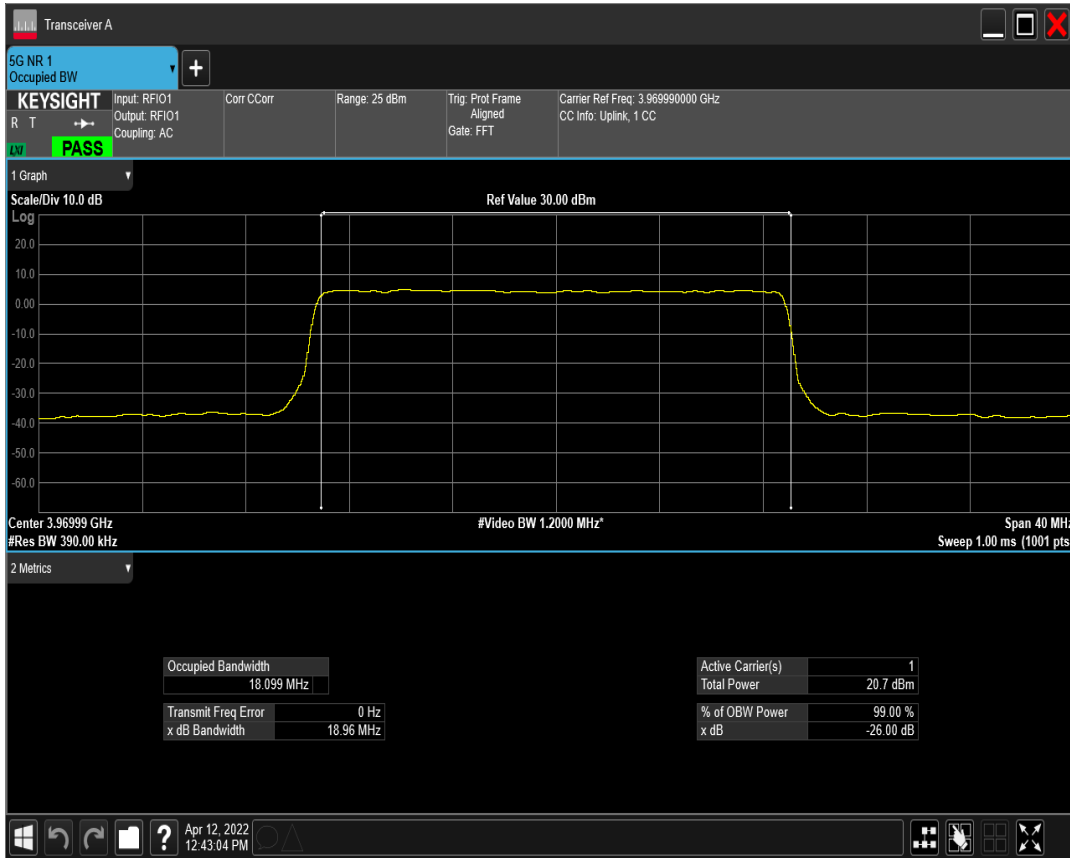 Transceiver A
5G NR 1
Occupied BW
KEYSIGHT
R T
LXI
PASS
Input: RFIO1
Output: RFIO1
Coupling: AC
Corr CCorr
Range: 25 dBm
Trig: Prot Frame
Aligned
Gate: FFT
Carrier Ref Freq: 3.969990000 GHz
CC Info: Uplink, 1 CC
1 Graph
Scale/Div 10.0 dB
Ref Value 30.00 dBm
Log
20.0
10.0
0.00
-10.0
-20.0
-30.0
-40.0
-50.0
-60.0
Center 3.96999 GHz
#Video BW 1.2000 MHz*
Span 40 MHz
#Res BW 390.00 kHz
Sweep 1.00 ms (1001 pts
2 Metrics
Occupied Bandwidth
18.099 MHz
Transmit Freq Error 0 Hz
x dB Bandwidth 18.96 MHz
Active Carrier(s) 1
Total Power 20.7 dBm
% of OBW Power 99.00 %
x dB -26.00 dB
?
Apr 12, 2022
12:43:04 PM